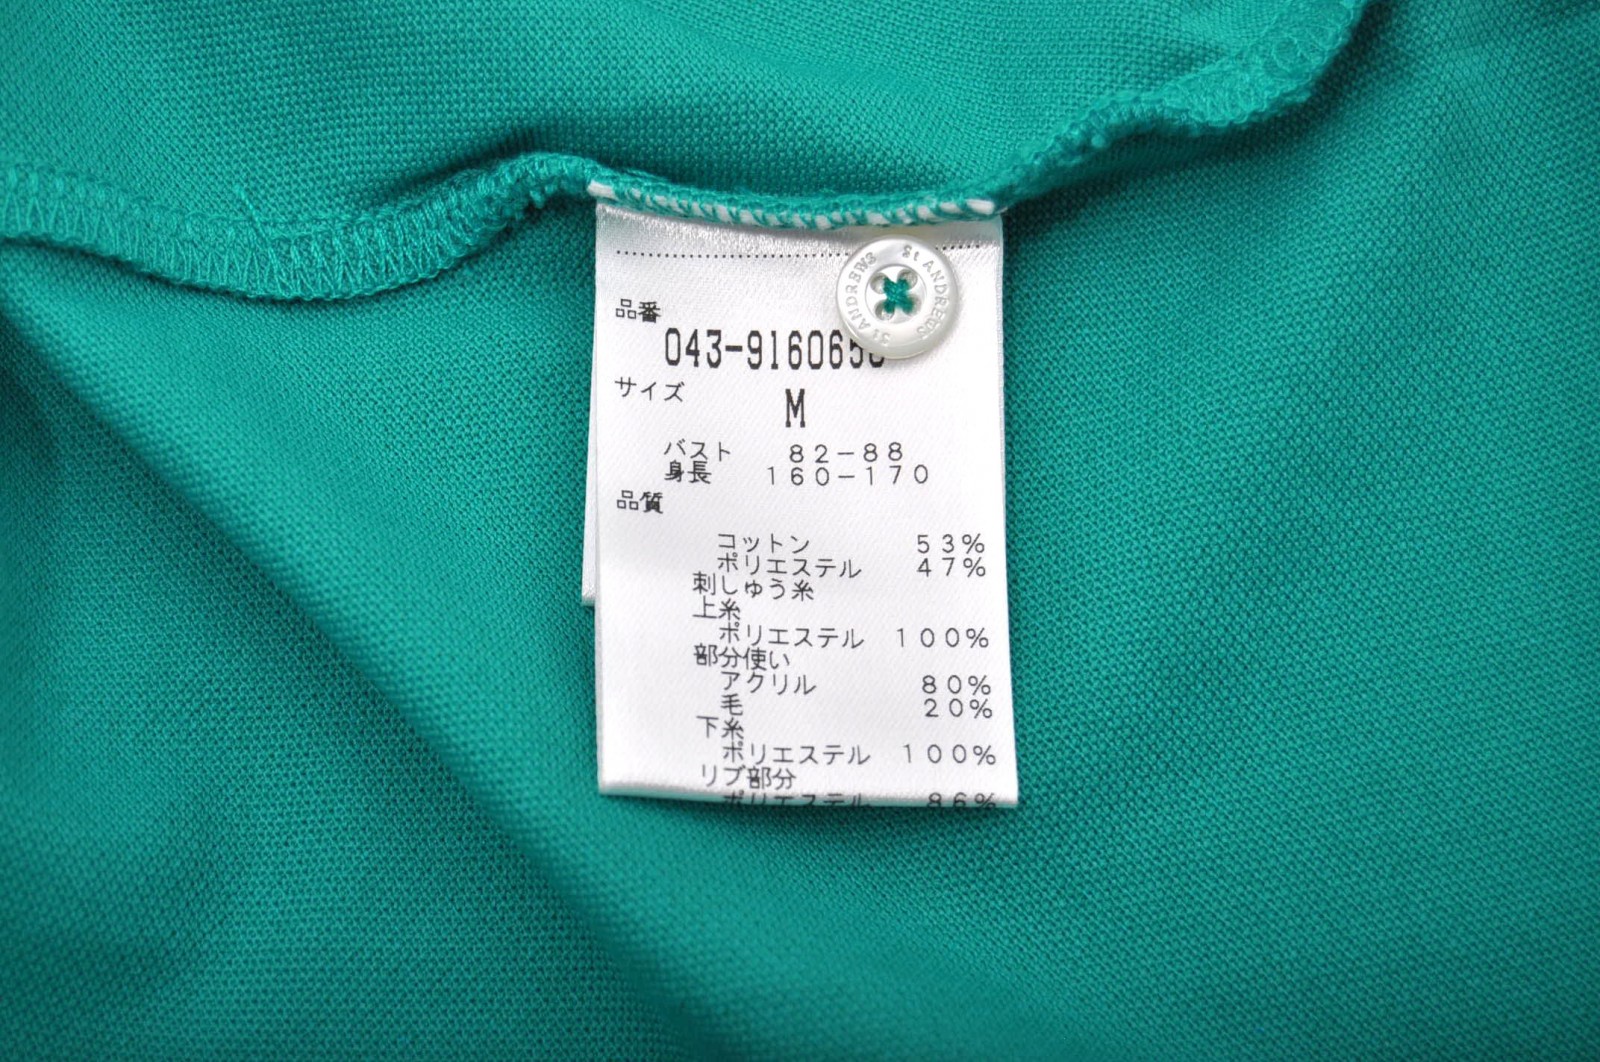 St ANDREWS St ANDREWS
品番
043-916065
サイズ
M
バスト 82-88
身長 160-170
品質
コットン 53%
ポリエステル 47%
刺しゅう糸
上糸
ポリエステル 100%
部分使い
アクリル 80%
毛 20%
下糸
ポリエステル 100%
リブ部分
ポリエステル 86%